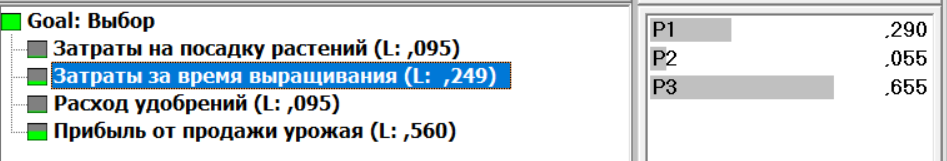 Goal: Выбор
Затраты на посадку растений (L: ,095)
Затраты за время выращивания (L: ,249)
Расход удобрений (L: ,095)
Прибыль от продажи урожая (L: ,560)
P1 ,290
P2 ,055
P3 ,655